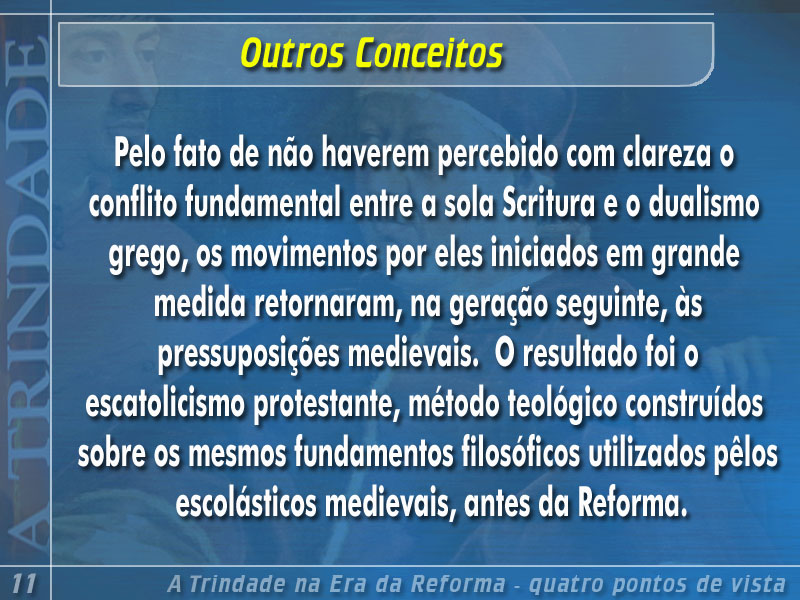 Outros Conceitos
A TRINDADE
Pelo fato de não haverem percebido com clareza o
conflito fundamental entre a sola Scritura e o dualismo
grego, os movimentos por eles iniciados em grande
medida retornaram, na geração seguinte, às
pressuposições medievais. O resultado foi o
escatolicismo protestante, método teológico construídos
sobre os mesmos fundamentos filosóficos utilizados pêlos
escolásticos medievais, antes da Reforma.
11
A Trindade na Era da Reforma - quatro pontos de vista